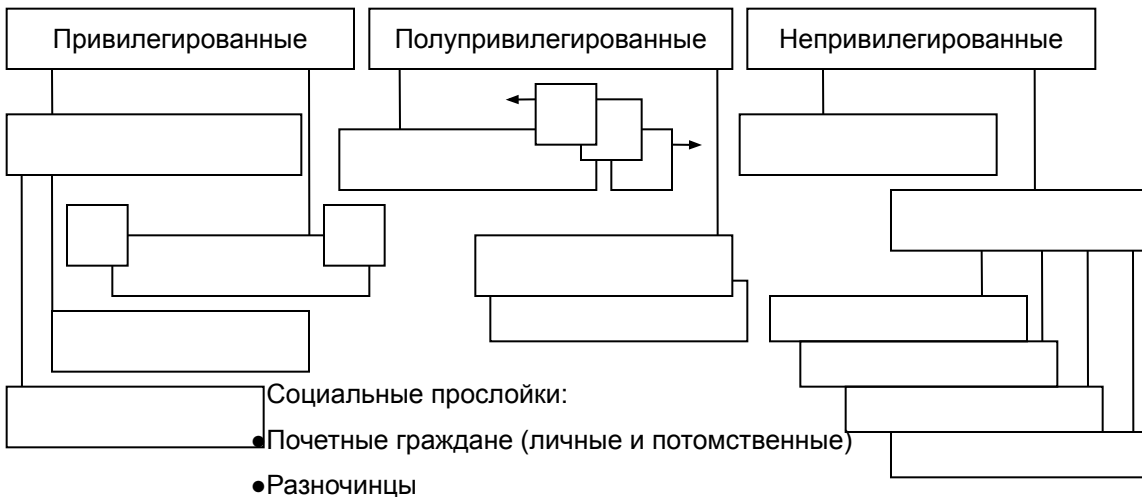 Привилегированные
Полупривилегированные
Непривилегированные
Социальные прослойки:
●Почетные граждане (личные и потомственные)
●Разночинцы